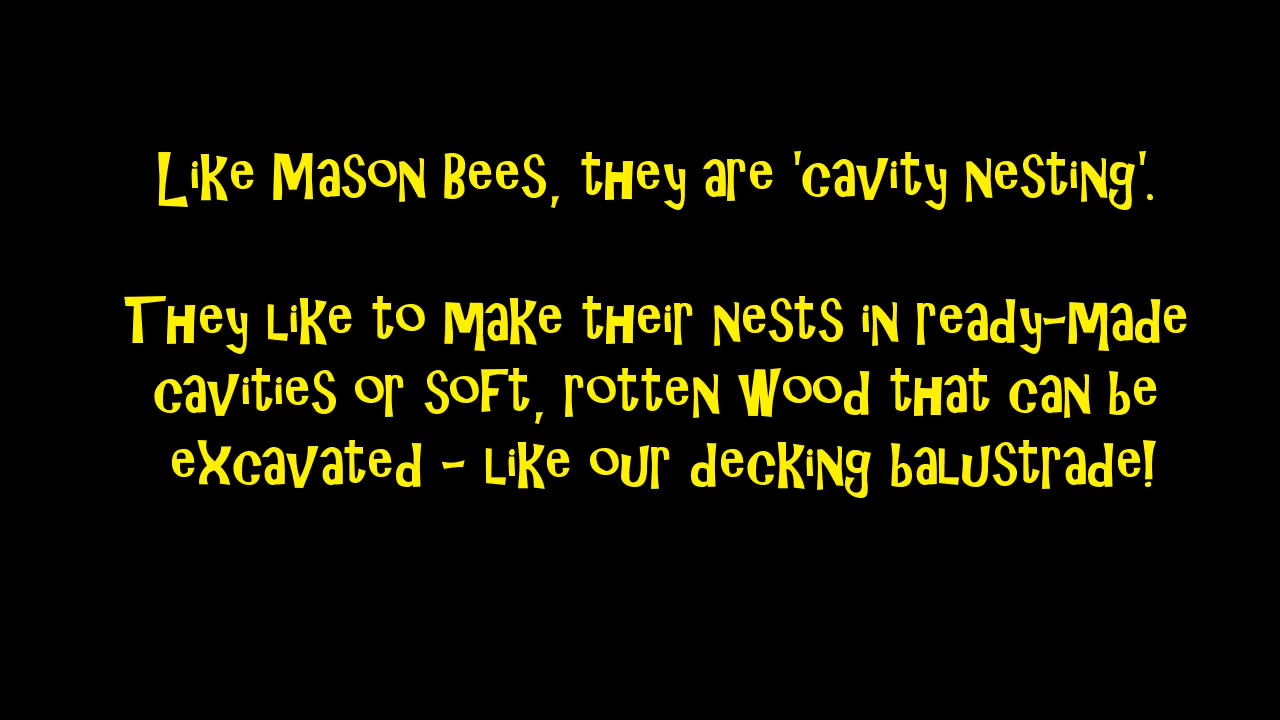 Like Mason Bees, they are 'cavity nesting'.
They like to make their nests in ready-made
cavities or soft, rotten wood that can be
excavated - like our decking balustrade!